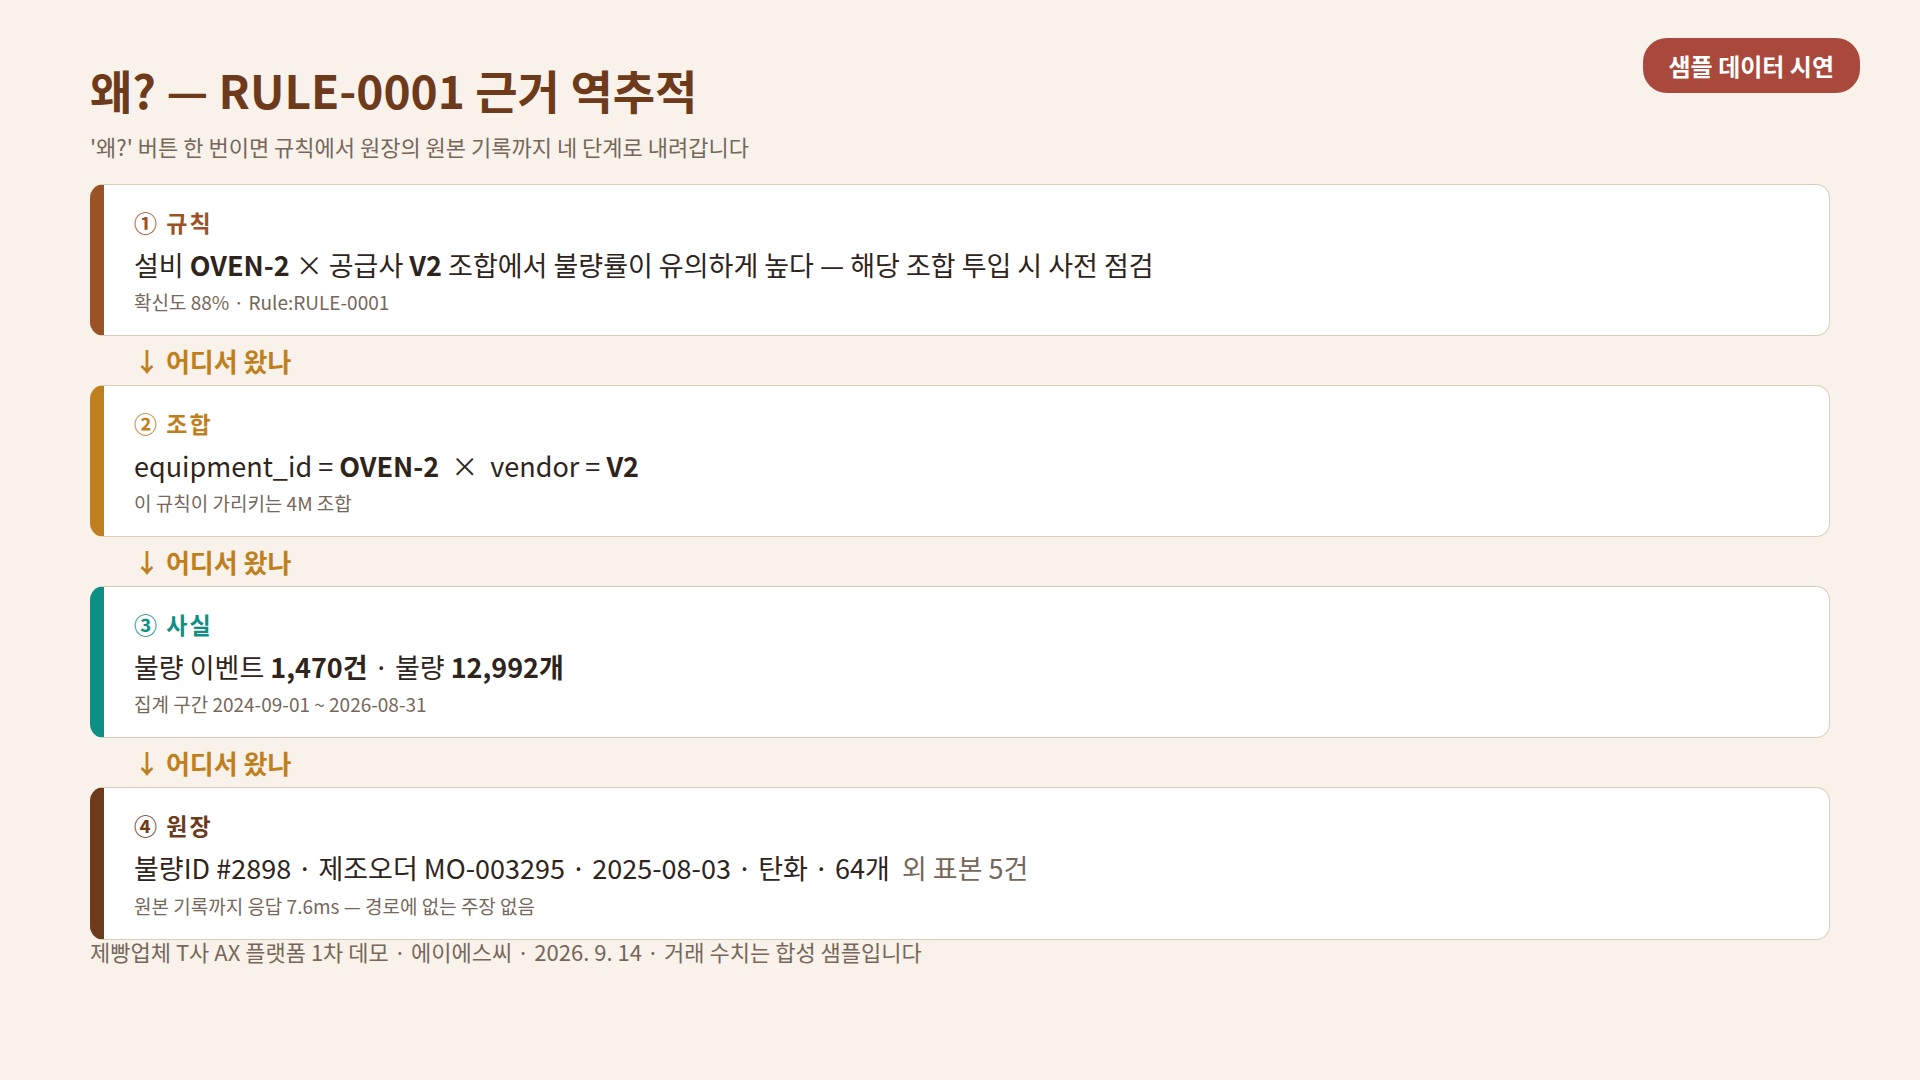 왜? — RULE-0001 근거 역추적
샘플 데이터 시연
'왜?' 버튼 한 번이면 규칙에서 원장의 원본 기록까지 네 단계로 내려갑니다
① 규칙
설비 OVEN-2 × 공급사 V2 조합에서 불량률이 유의하게 높다 — 해당 조합 투입 시 사전 점검
확신도 88% · Rule:RULE-0001
↓ 어디서 왔나
② 조합
equipment_id = OVEN-2 × vendor = V2
이 규칙이 가리키는 4M 조합
↓ 어디서 왔나
③ 사실
불량 이벤트 1,470건 · 불량 12,992개
집계 구간 2024-09-01 ~ 2026-08-31
↓ 어디서 왔나
④ 원장
불량ID #2898 · 제조오더 MO-003295 · 2025-08-03 · 탄화 · 64개 외 표본 5건
원본 기록까지 응답 7.6ms — 경로에 없는 주장 없음
제빵업체 T사 AX 플랫폼 1차 데모 · 에이에스씨 · 2026. 9. 14 · 거래 수치는 합성 샘플입니다